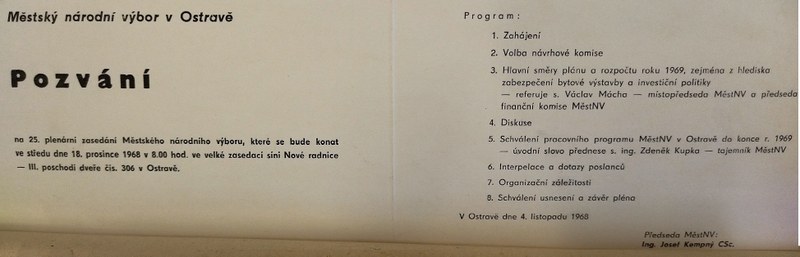 Městský národní výbor v Ostravě
Pozvání
na 25. plenární zasedání Městského národního výboru, které se bude konat
ve středu dne 18. prosince 1968 v 8.00 hod. ve velké zasedací síni Nové radnice
— III. poschodí dveře čís. 306 v Ostravě.
Program:
1. Zahájení
2. Volba návrhové komise
3. Hlavní směry plánu a rozpočtu roku 1969, zejména z hlediska
zabezpečení bytové výstavby a investiční politiky
— referuje s. Václav Mácha — místopředseda MěstNV a předseda
finanční komise MěstNV
4. Diskuse
5. Schválení pracovního programu MěstNV v Ostravě do konce r. 1969
— úvodní slovo přednese s. ing. Zdeněk Kupka — tajemník MěstNV
6. Interpelace a dotazy poslanců
7. Organizační záležitosti
8. Schválení usnesení a závěr pléna
V Ostravě dne 4. listopadu 1968
Předseda MěstNV:
Ing. Josef Kempný CSc.